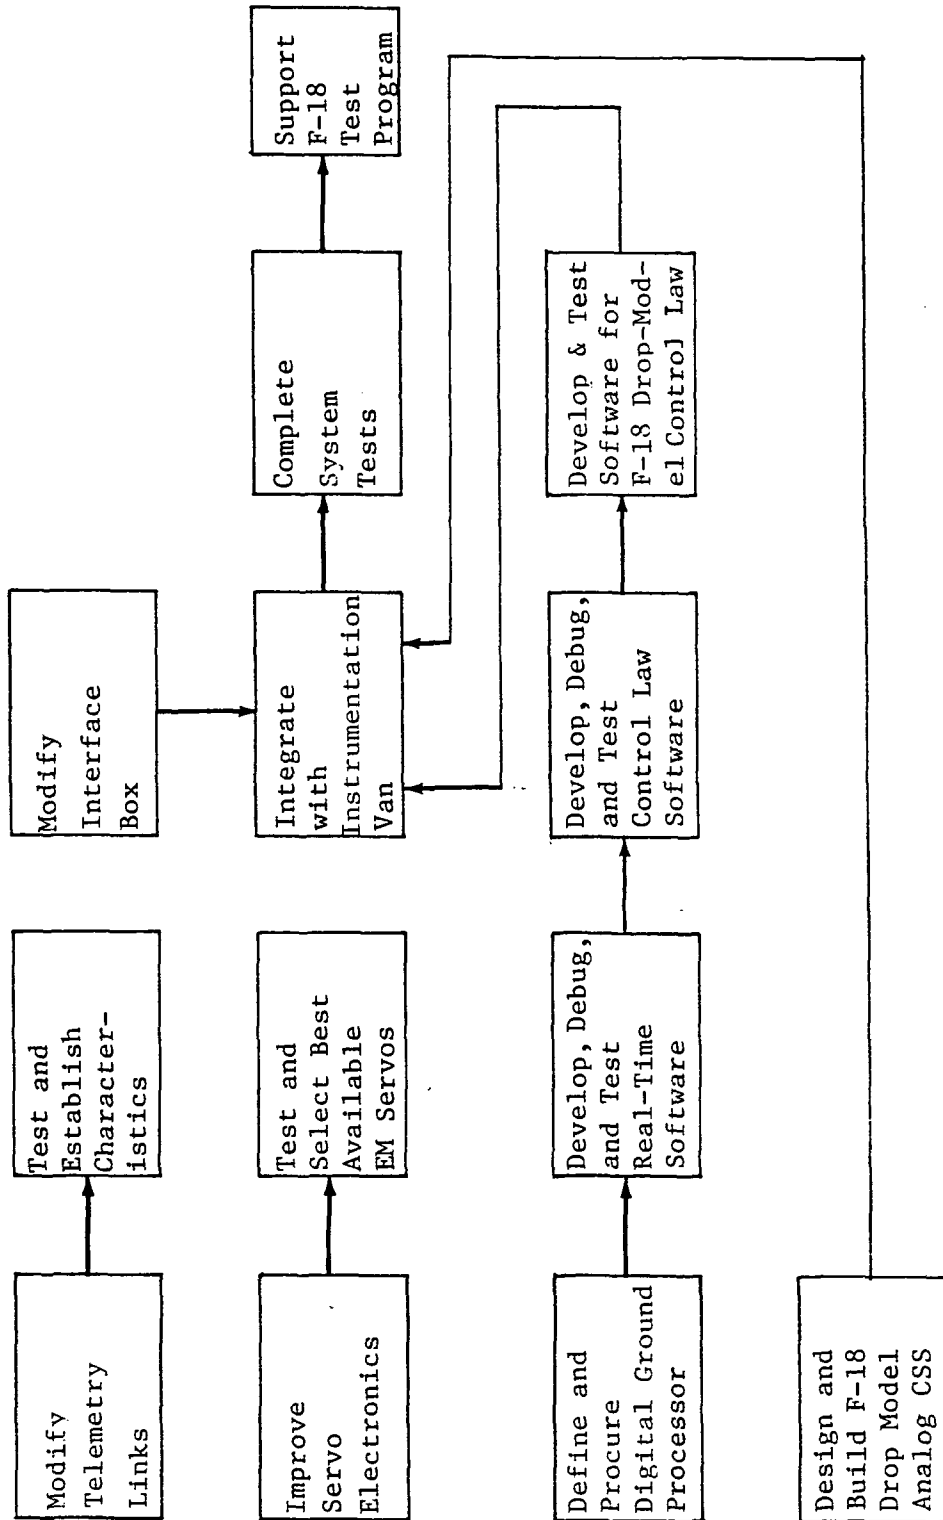 Modify
Telemetry
Links
Test and
Establish
Character-
istics
Modify
Interface
Box
Improve
Servo
Electronics
Test and
Select Best
Available
EM Servos
Integrate
with
Instrumentation
Van
Complete
System
Tests
Support
F-18
Test
Program
Define and
Procure
Digital Ground
Processor
Develop, Debug,
and Test
Real-Time
Software
Develop, Debug,
and Test
Control Law
Software
Develop & Test
Software for
F-18 Drop-Mod-
el Control Law
Design and
Build F-18
Drop Model
Analog CSS